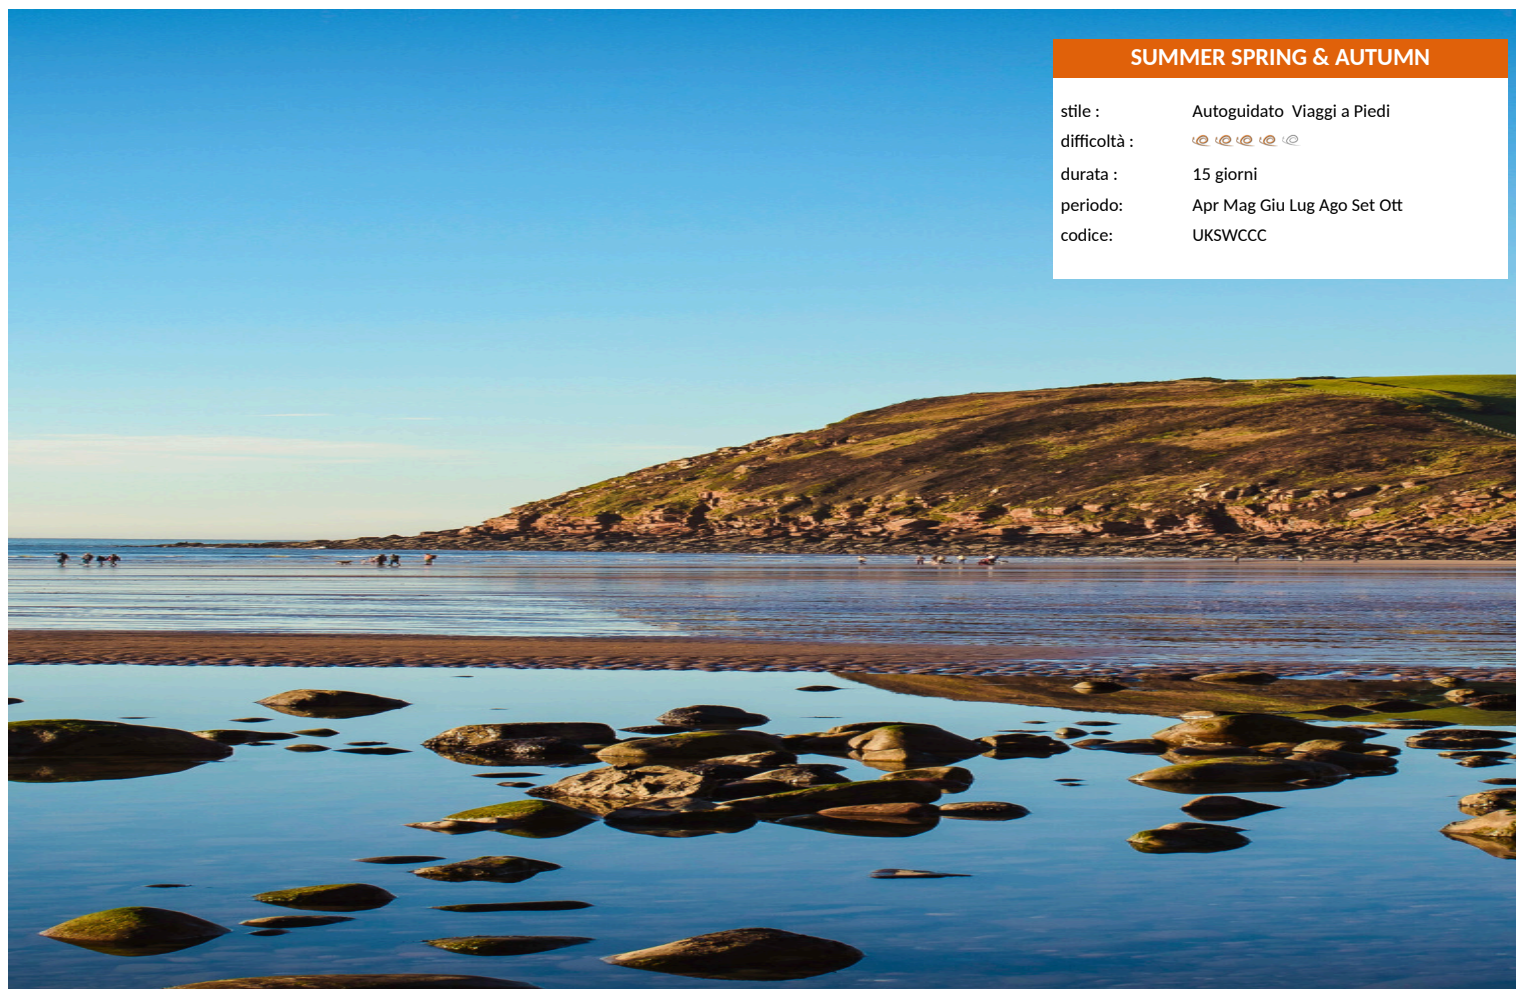 SUMMER SPRING & AUTUMN
stile : Autoguidato Viaggi a Piedi
difficoltà :
durata : 15 giorni
periodo: Apr Mag Giu Lug Ago Set Ott
codice: UKSWCCC